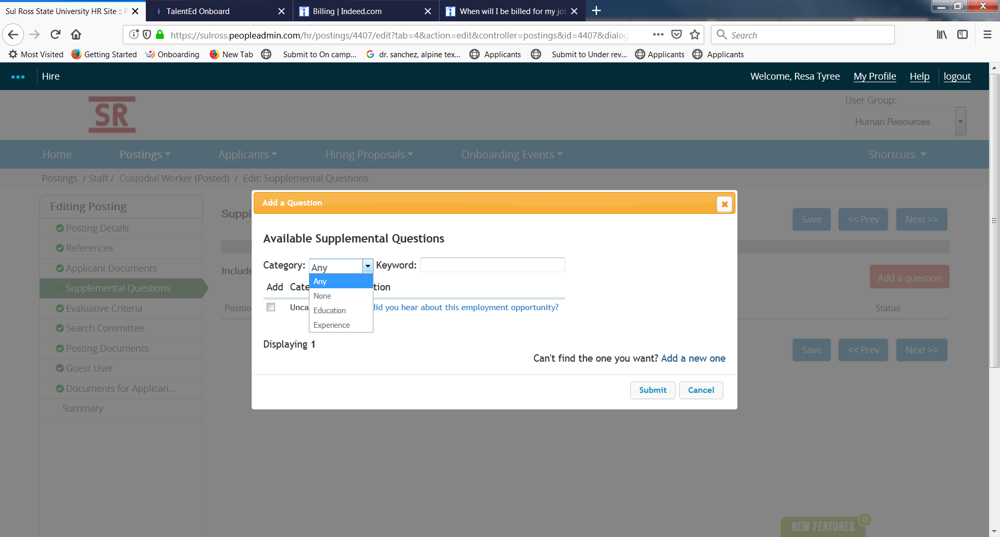 Sul Ross State University HR Site :: P
TalentEd Onboard
Billing | Indeed.com
When will I be billed for my job
https://sulross.peopleadmin.com/hr/postings/4407/edit?tab=4&action=edit&controller=postings&id=4407&dialog
Search
Most Visited
Getting Started
Onboarding
New Tab
Submit to On camp...
dr. sanchez, alpine tex...
Applicants
Submit to Under rev...
Applicants
Applicants
Hire
Welcome, Resa Tyree
My Profile
Help
logout
SR
User Group:
Human Resources
Home
Postings
Applicants
Hiring Proposals
Onboarding Events
Shortcuts
Postings / Staff / Custodial Worker (Posted) / Edit: Supplemental Questions
Editing Posting
Posting Details
References
Applicant Documents
Supplemental Questions
Evaluative Criteria
Search Committee
Posting Documents
Guest User
Documents for Applican...
Summary
Suppl
Save
<< Prev
Next >>
Include
Add a question
Positio
Status
Save
<< Prev
Next >>
Add a Question
Available Supplemental Questions
Category:
Any
Keyword:
Any
None
Education
Experience
Add
Cate
tion
Unca
did you hear about this employment opportunity?
Displaying 1
Can't find the one you want? Add a new one
Submit
Cancel
NEW FEATURES
0